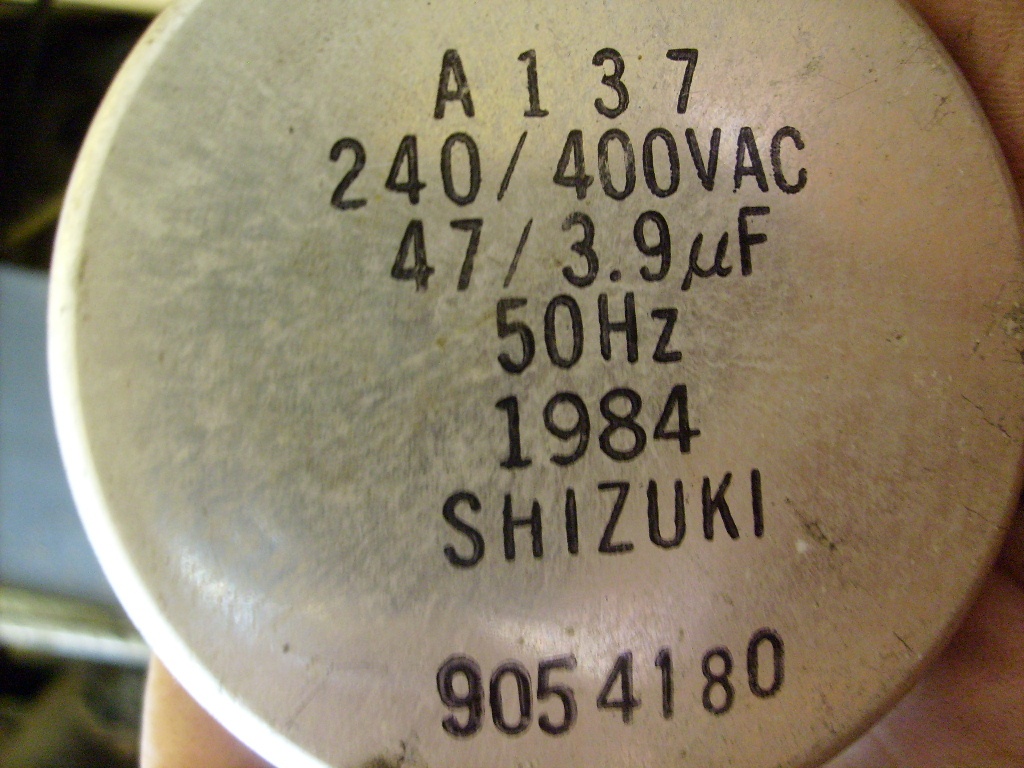 A137
240/400VAC
47/3.9µF
50Hz
1984
SHIZUKI
9054180